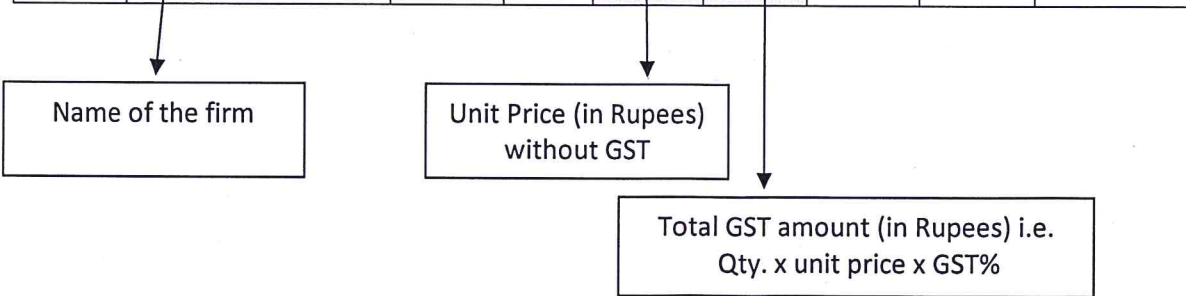 Name of the firm
Unit Price (in Rupees)
without GST
Total GST amount (in Rupees) i.e.
Qty. x unit price x GST%